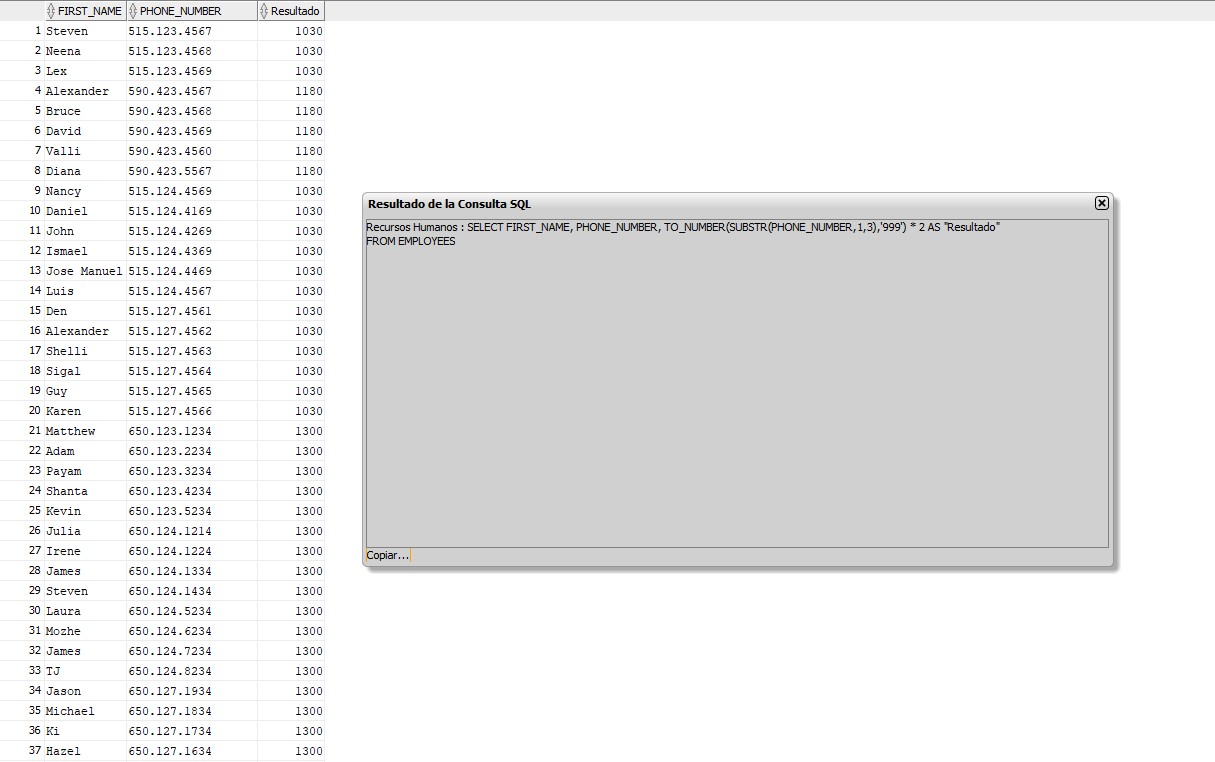 FIRST_NAME PHONE_NUMBER Resultado
1 Steven 515.123.4567 1030
2 Neena 515.123.4568 1030
3 Lex 515.123.4569 1030
4 Alexander 590.423.4567 1180
5 Bruce 590.423.4568 1180
6 David 590.423.4569 1180
7 Valli 590.423.4560 1180
8 Diana 590.423.5567 1180
9 Nancy 515.124.4569 1030
10 Daniel 515.124.4169 1030
11 John 515.124.4269 1030
12 Ismael 515.124.4369 1030
13 Jose Manuel 515.124.4469 1030
14 Luis 515.124.4567 1030
15 Den 515.127.4561 1030
16 Alexander 515.127.4562 1030
17 Shelli 515.127.4563 1030
18 Sigal 515.127.4564 1030
19 Guy 515.127.4565 1030
20 Karen 515.127.4566 1030
21 Matthew 650.123.1234 1300
22 Adam 650.123.2234 1300
23 Payam 650.123.3234 1300
24 Shanta 650.123.4234 1300
25 Kevin 650.123.5234 1300
26 Julia 650.124.1214 1300
27 Irene 650.124.1224 1300
28 James 650.124.1334 1300
29 Steven 650.124.1434 1300
30 Laura 650.124.5234 1300
31 Mozhe 650.124.6234 1300
32 James 650.124.7234 1300
33 TJ 650.124.8234 1300
34 Jason 650.127.1934 1300
35 Michael 650.127.1834 1300
36 Ki 650.127.1734 1300
37 Hazel 650.127.1634 1300
Resultado de la Consulta SQL
Recursos Humanos : SELECT FIRST_NAME, PHONE_NUMBER, TO_NUMBER(SUBSTR(PHONE_NUMBER,1,3),'999') * 2 AS "Resultado"
FROM EMPLOYEES
Copiar...